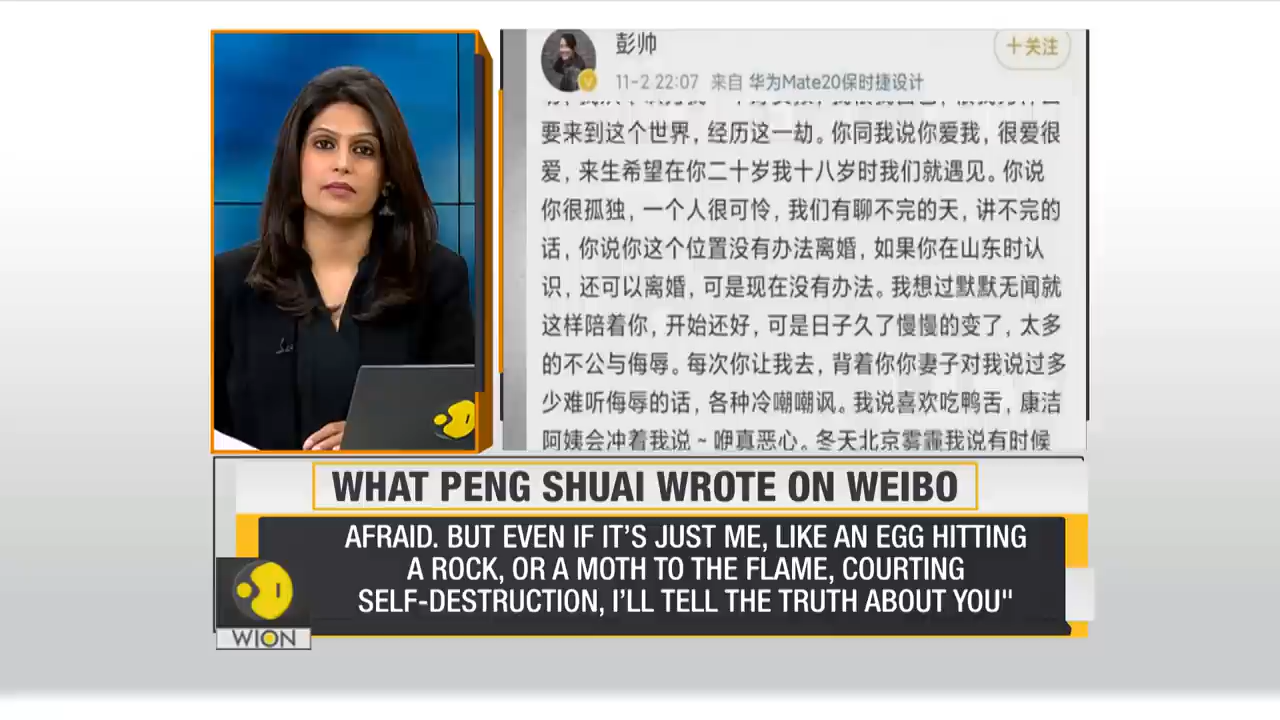 彭帅
+关注
11-2 22:07 来自 华为Mate20保时捷设计
要来到这个世界，经历这一劫。你同我说你爱我，很爱很
爱，来生希望在你二十岁我十八岁时我们就遇见。你说
你很孤独，一个人很可怜，我们有聊不完的天，讲不完的
话，你说你这个位置没有办法离婚，如果你在山东时认
识，还可以离婚，可是现在没有办法。我想过默默无闻就
这样陪着你，开始还好，可是日子久了慢慢的变了，太多
的不公与侮辱。每次你让我去，背着你你妻子对我说过多
少难听侮辱的话，各种冷嘲嘲讽。我说喜欢吃鸭舌，康洁
阿姨会冲着我说~咿真恶心。冬天北京雾霾我说有时候
WHAT PENG SHUAI WROTE ON WEIBO
AFRAID. BUT EVEN IF IT'S JUST ME, LIKE AN EGG HITTING
A ROCK, OR A MOTH TO THE FLAME, COURTING
SELF-DESTRUCTION, I'LL TELL THE TRUTH ABOUT YOU"
WION